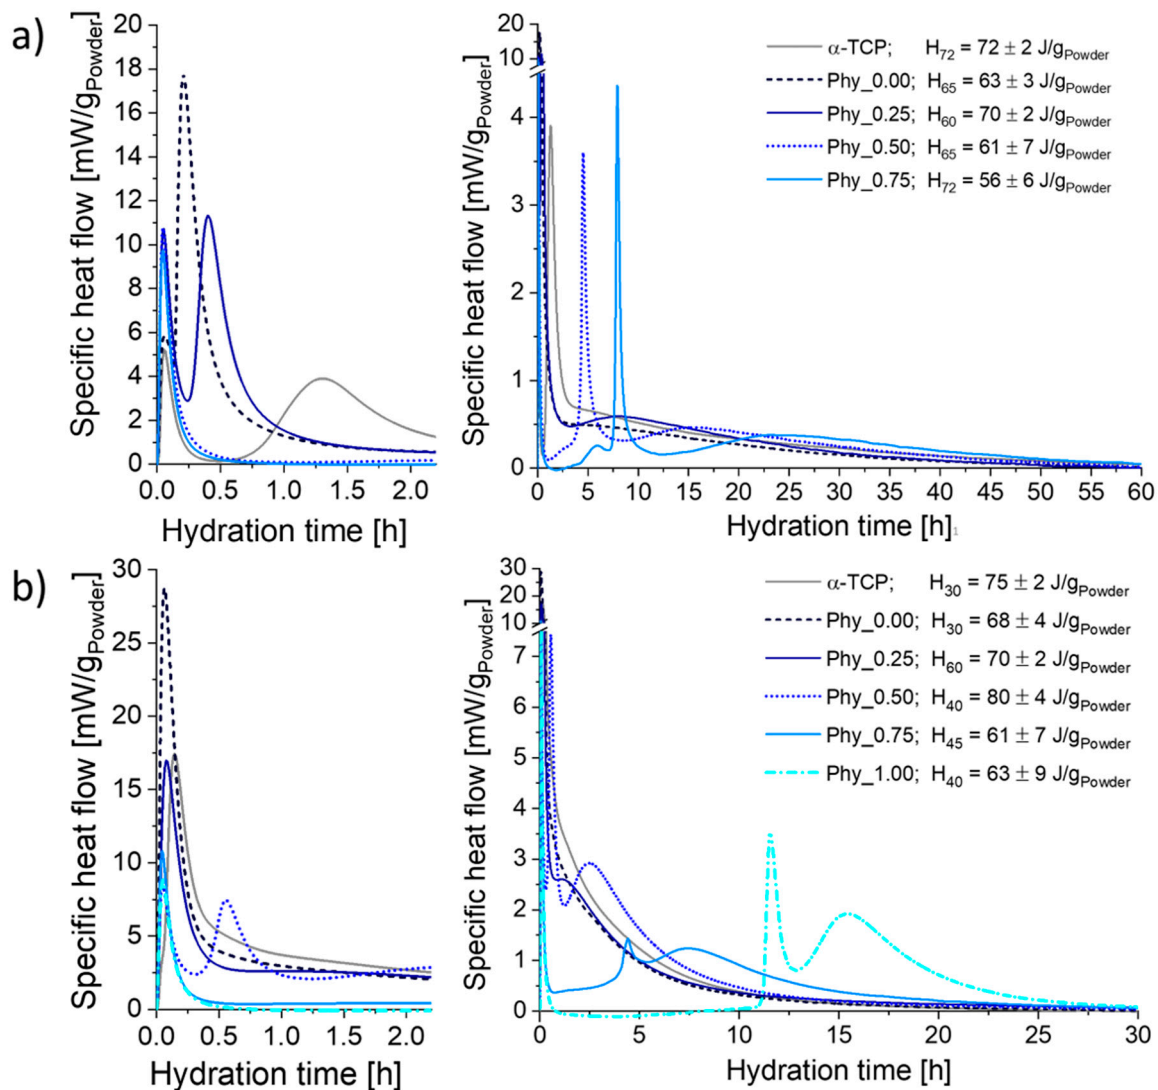 a)
Specific heat flow [mW/gPowder]
20
18
16
14
12
10
8
6
4
2
0
0.0 0.5 1.0 1.5 2.0
Hydration time [h]
Specific heat flow [mW/gPowder]
20
10
4
3
2
1
0
0 5 10 15 20 25 30 35 40 45 50 55 60
Hydration time [h]1
α-TCP; H72 = 72 ± 2 J/gPowder
Phy_0.00; H65 = 63 ± 3 J/gPowder
Phy_0.25; H60 = 70 ± 2 J/gPowder
Phy_0.50; H65 = 61 ± 7 J/gPowder
Phy_0.75; H72 = 56 ± 6 J/gPowder
b)
Specific heat flow [mW/gPowder]
30
25
20
15
10
5
0
0.0 0.5 1.0 1.5 2.0
Hydration time [h]
Specific heat flow [mW/gPowder]
30
20
10
7
6
5
4
3
2
1
0
0 5 10 15 20 25 30
Hydration time [h]
α-TCP; H30 = 75 ± 2 J/gPowder
Phy_0.00; H30 = 68 ± 4 J/gPowder
Phy_0.25; H60 = 70 ± 2 J/gPowder
Phy_0.50; H40 = 80 ± 4 J/gPowder
Phy_0.75; H45 = 61 ± 7 J/gPowder
Phy_1.00; H40 = 63 ± 9 J/gPowder